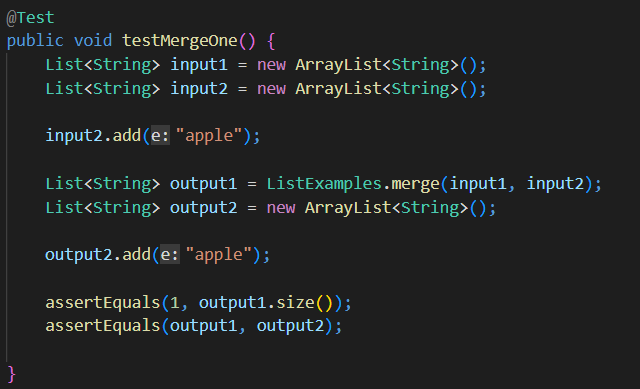 @Test
public void testMergeOne() {
List<String> input1 = new ArrayList<String>();
List<String> input2 = new ArrayList<String>();
input2.add(e: "apple");
List<String> output1 = ListExamples.merge(input1, input2);
List<String> output2 = new ArrayList<String>();
output2.add(e: "apple");
assertEquals(1, output1.size());
assertEquals(output1, output2);
}